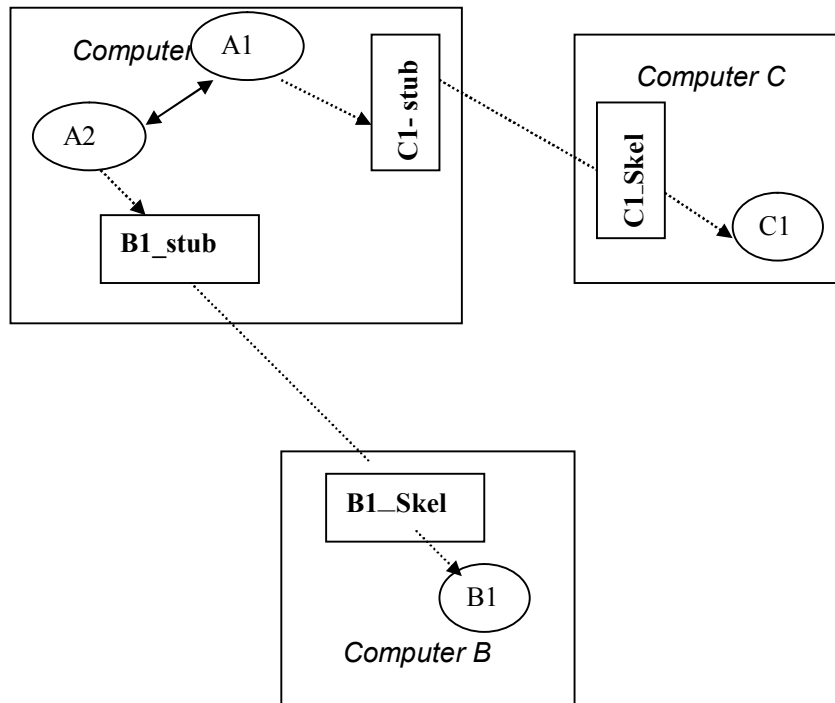 Computer
A1
A2
C1- stub
B1_stub
Computer C
C1_Skel
C1
B1_Skel
B1
Computer B